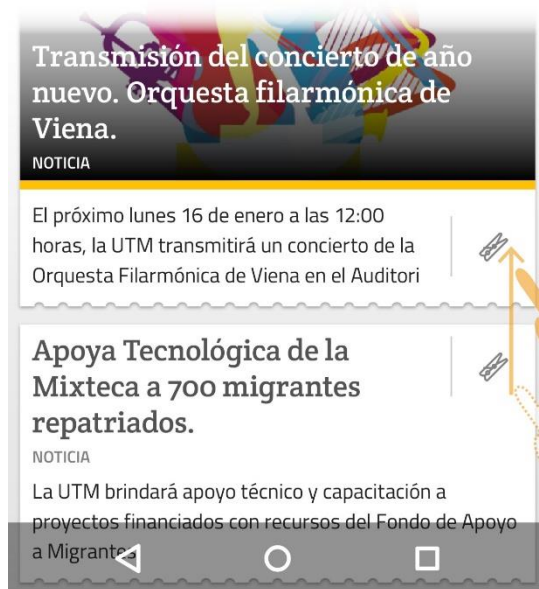 Transmisión del concierto de año
nuevo. Orquesta filarmónica de
Viena.
NOTICIA
El próximo lunes 16 de enero a las 12:00
horas, la UTM transmitirá un concierto de la
Orquesta Filarmónica de Viena en el Auditori
Apoya Tecnológica de la
Mixteca a 700 migrantes
repatriados.
NOTICIA
La UTM brindará apoyo técnico y capacitación a
proyectos financiados con recursos del Fondo de Apoyo
a Migrantes